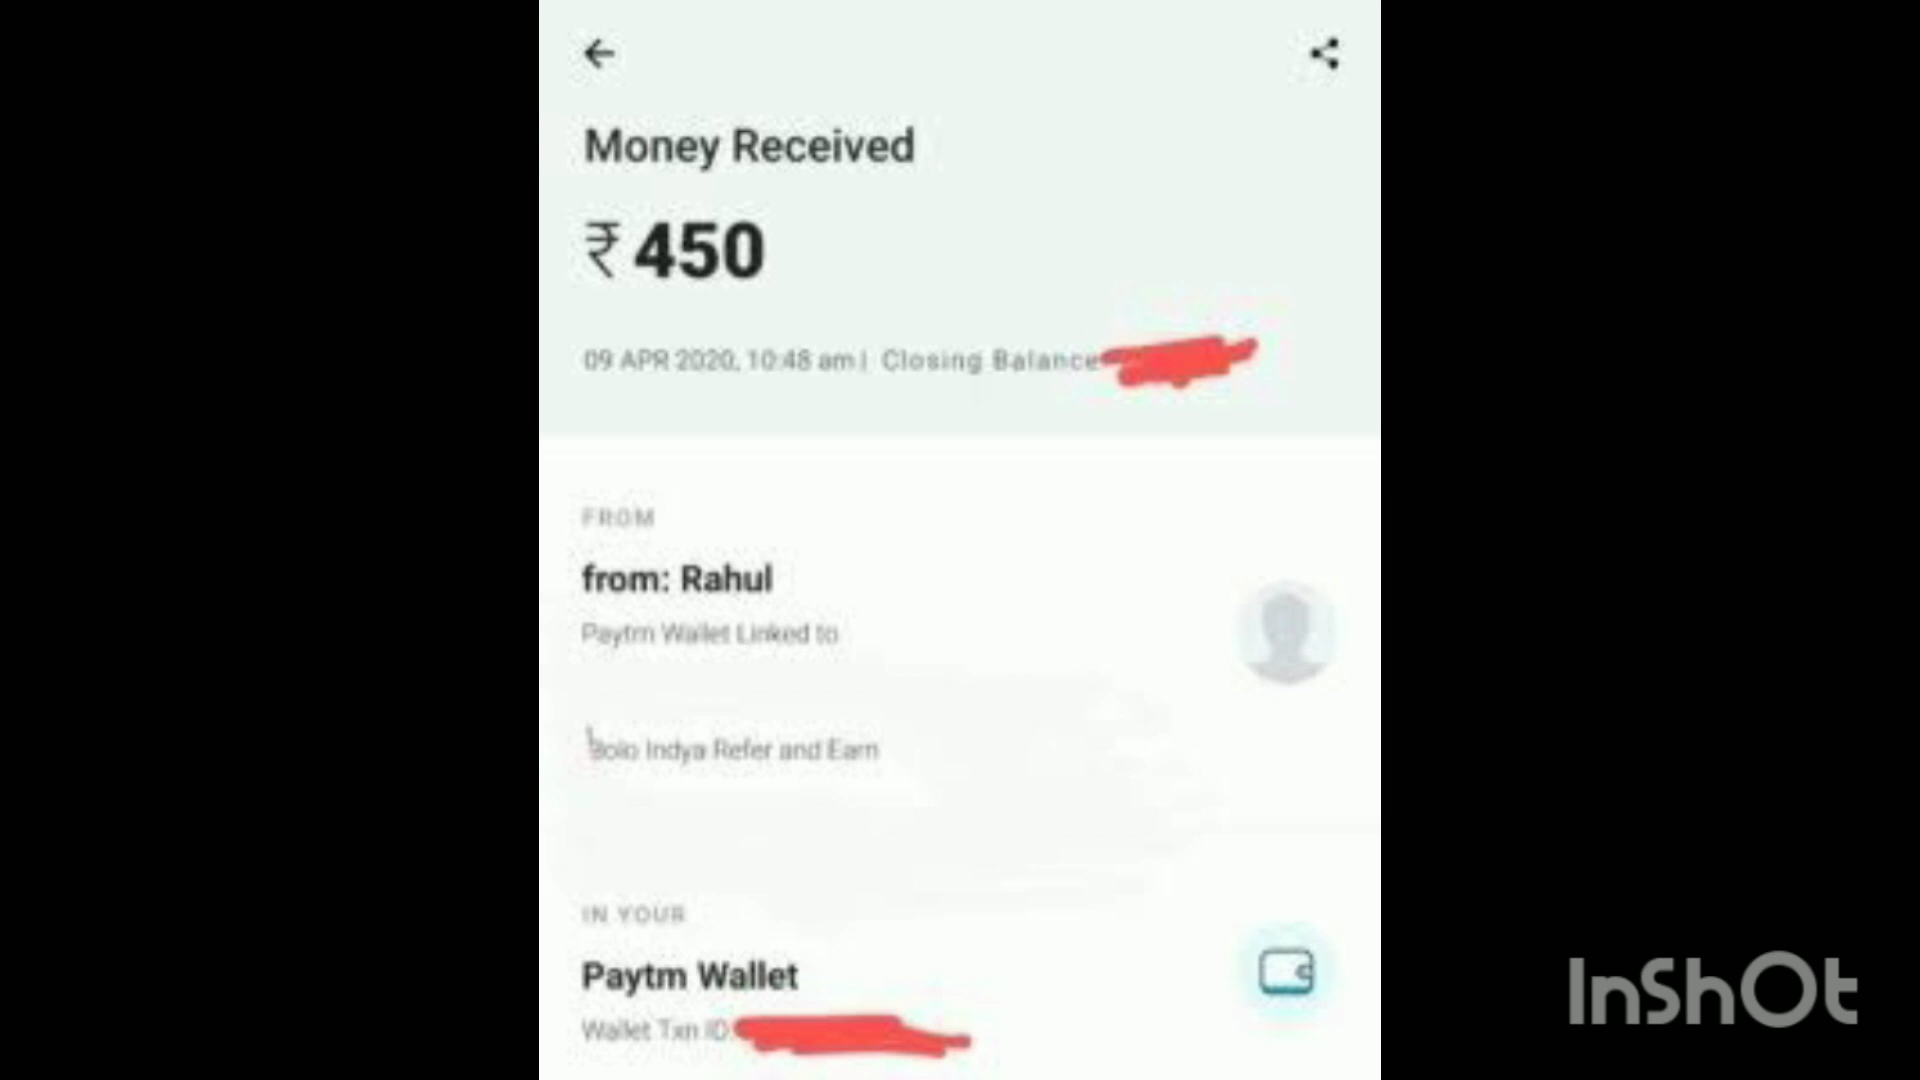 Money Received
₹450
09 APR 2020, 10:48 am | Closing Balance
FROM
from: Rahul
Paytm Wallet Linked to
Bolo Indya Refer and Earn
IN YOUR
Paytm Wallet
Wallet Txn ID:
InShOt